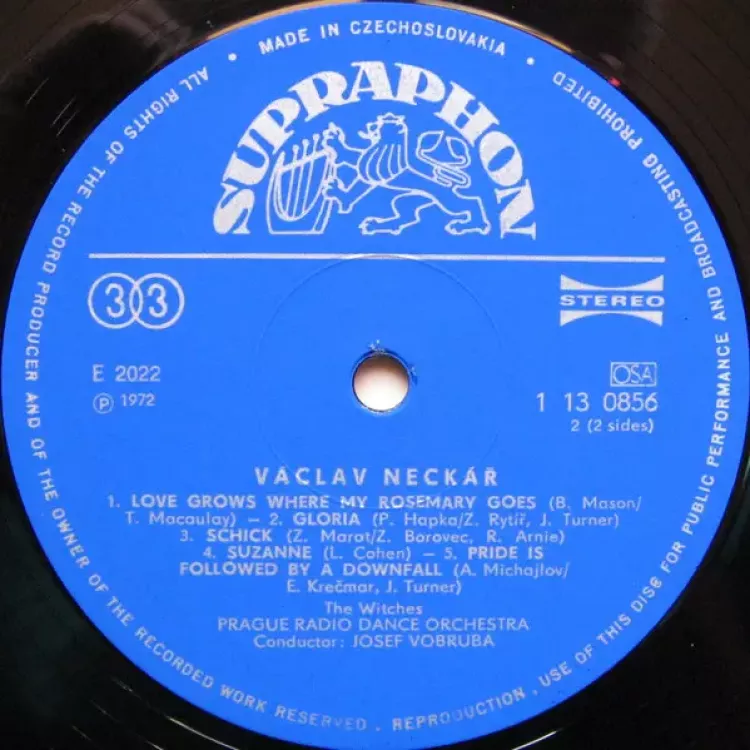 MADE IN CZECHOSLOVAKIA
ALL RIGHTS OF THE RECORD PRODUCER AND OF THE OWNER OF THE RECORDED WORK RESERVED . REPRODUCTION . USE OF THIS DISC FOR PUBLIC PERFORMANCE AND BROADCASTING PROHIBITED
SUPRAPHON
33
STEREO
E 2022
OSA
℗ 1972
1 13 0856
2 (2 sides)
VÁCLAV NECKÁŘ
1. LOVE GROWS WHERE MY ROSEMARY GOES (B. Mason/
T. Macaulay) – 2. GLORIA (P. Hapka/Z. Rytíř, J. Turner)
3. SCHICK (Z. Marot/Z. Borovec, R. Arnie)
4. SUZANNE (L. Cohen) – 5. PRIDE IS
FOLLOWED BY A DOWNFALL (A. Michajlov/
E. Krečmar, J. Turner)
The Witches
PRAGUE RADIO DANCE ORCHESTRA
Conductor: JOSEF VOBRUBA